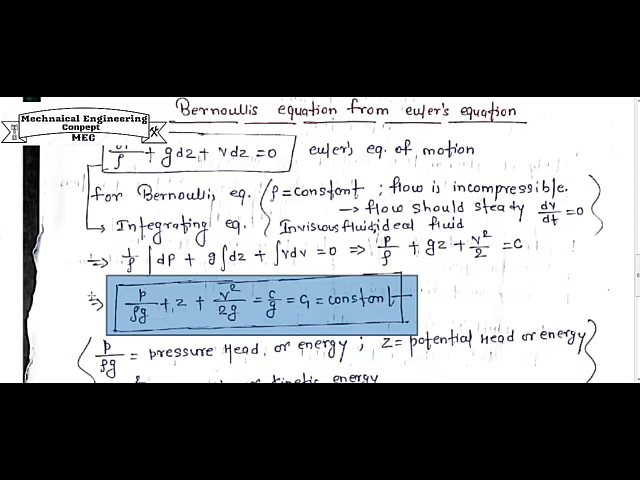 Bernoullis equation from euler's equation
Mechnaical Engineering
Conpept
MEC
ρ + gdz + vdz = 0 euler's eq. of motion
for Bernoullis eq. ρ = constant ; flow is incompressible.
→ flow should steady dv/dt = 0
→ Integrating eq. Inviscous fluid, ideal fluid
⇒ 1/ρ ∫dp + g∫dz + ∫vdv = 0 ⇒ p/ρ + gz + v²/2 = c
⇒ p/ρg + z + v²/2g = c/g = C₁ = constant
p/ρg = pressure Head or energy ; z = potential Head or energy
or kinetic energy